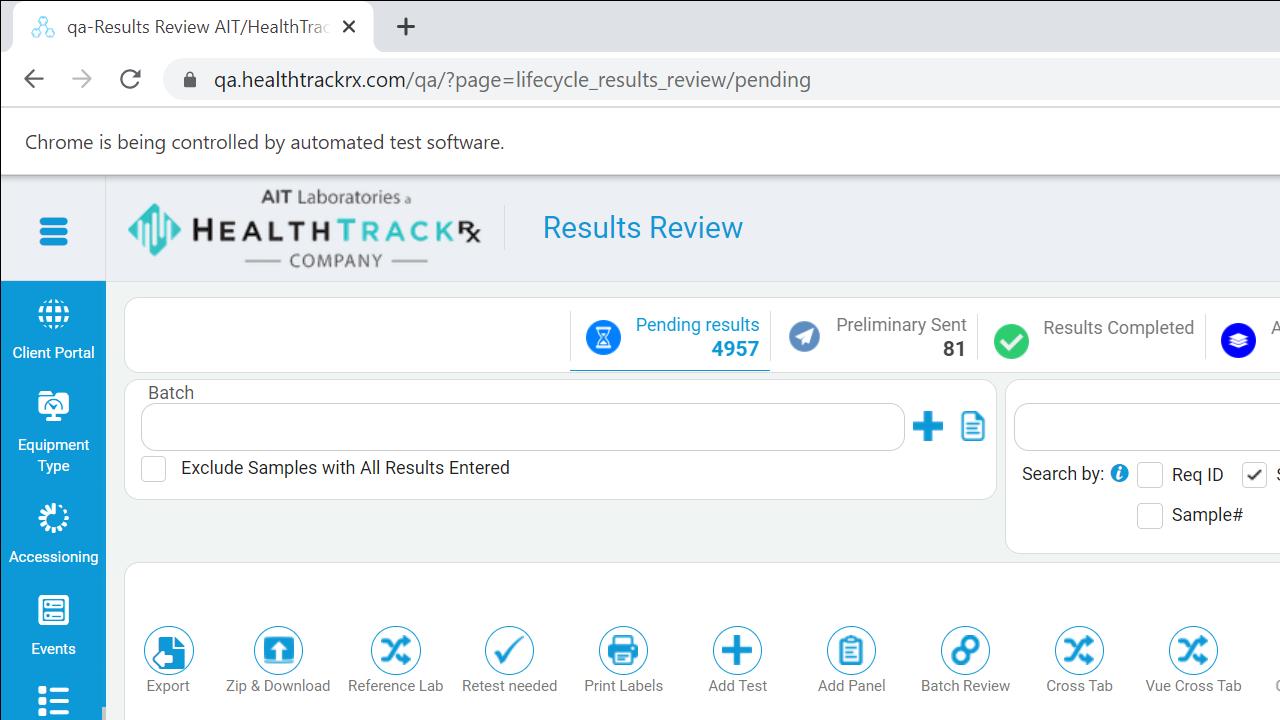 qa-Results Review AIT/HealthTrac
qa.healthtrackrx.com/qa/?page=lifecycle_results_review/pending
Chrome is being controlled by automated test software.
AIT Laboratories a
HEALTHTRACKRx
COMPANY
Results Review
Client Portal
Equipment
Type
Accessioning
Events
Pending results
4957
Preliminary Sent
81
Results Completed
A
Batch
Exclude Samples with All Results Entered
Search by: Req ID S
Sample#
Export Zip & Download Reference Lab Retest needed Print Labels Add Test Add Panel Batch Review Cross Tab Vue Cross Tab